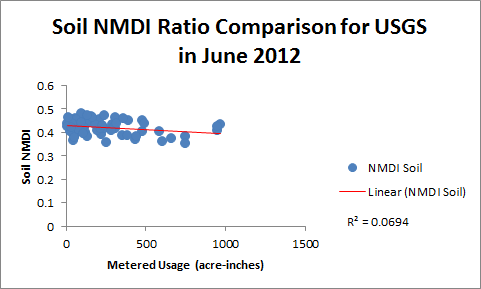 Soil NMDI Ratio Comparison for USGS
in June 2012
0.6
0.5
0.4
0.3
0.2
0.1
0
0
500
1000
1500
Soil NMDI
Metered Usage (acre-inches)
NMDI Soil
Linear (NMDI Soil)
R² = 0.0694